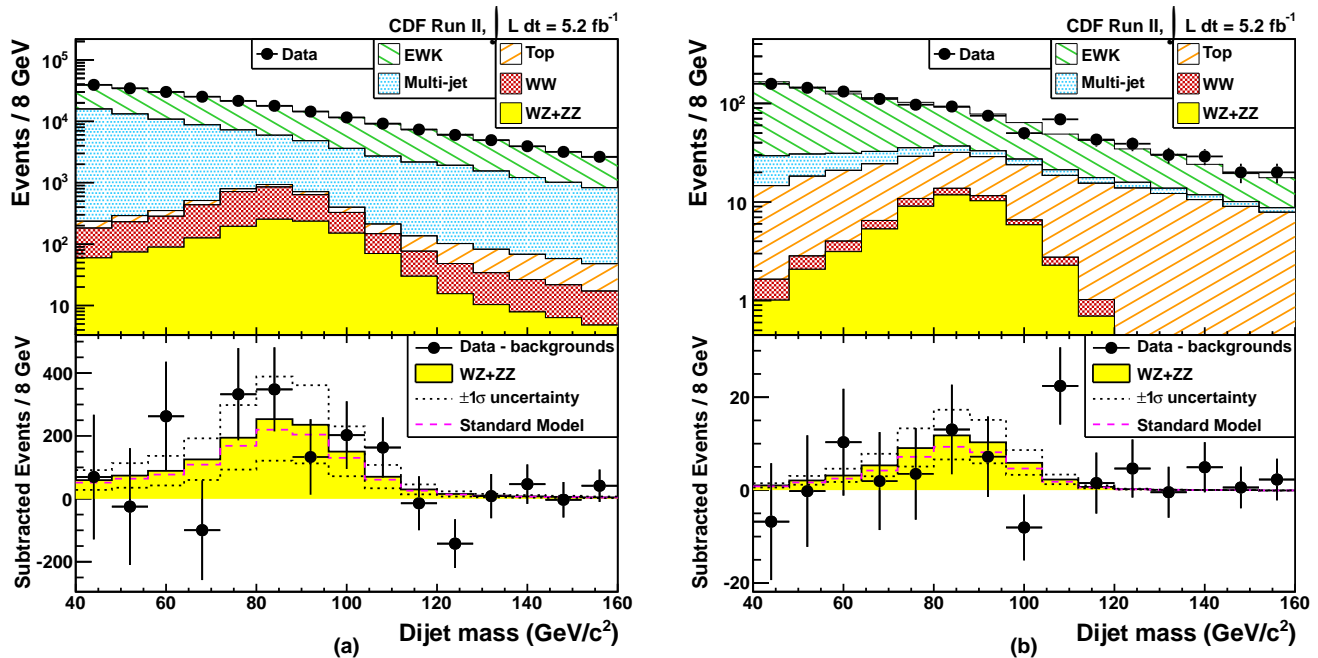 CDF Run II, ∫ L dt = 5.2 fb⁻¹
Data
EWK
Multi-jet
Top
WW
WZ+ZZ
Events / 8 GeV
10⁵
10⁴
10³
10²
10
Data - backgrounds
WZ+ZZ
±1σ uncertainty
Standard Model
Subtracted Events / 8 GeV
400
200
0
-200
40 60 80 100 120 140 160
Dijet mass (GeV/c²)
(a)
CDF Run II, ∫ L dt = 5.2 fb⁻¹
Data
EWK
Multi-jet
Top
WW
WZ+ZZ
Events / 8 GeV
10²
10
1
Data - backgrounds
WZ+ZZ
±1σ uncertainty
Standard Model
Subtracted Events / 8 GeV
20
0
-20
40 60 80 100 120 140 160
Dijet mass (GeV/c²)
(b)